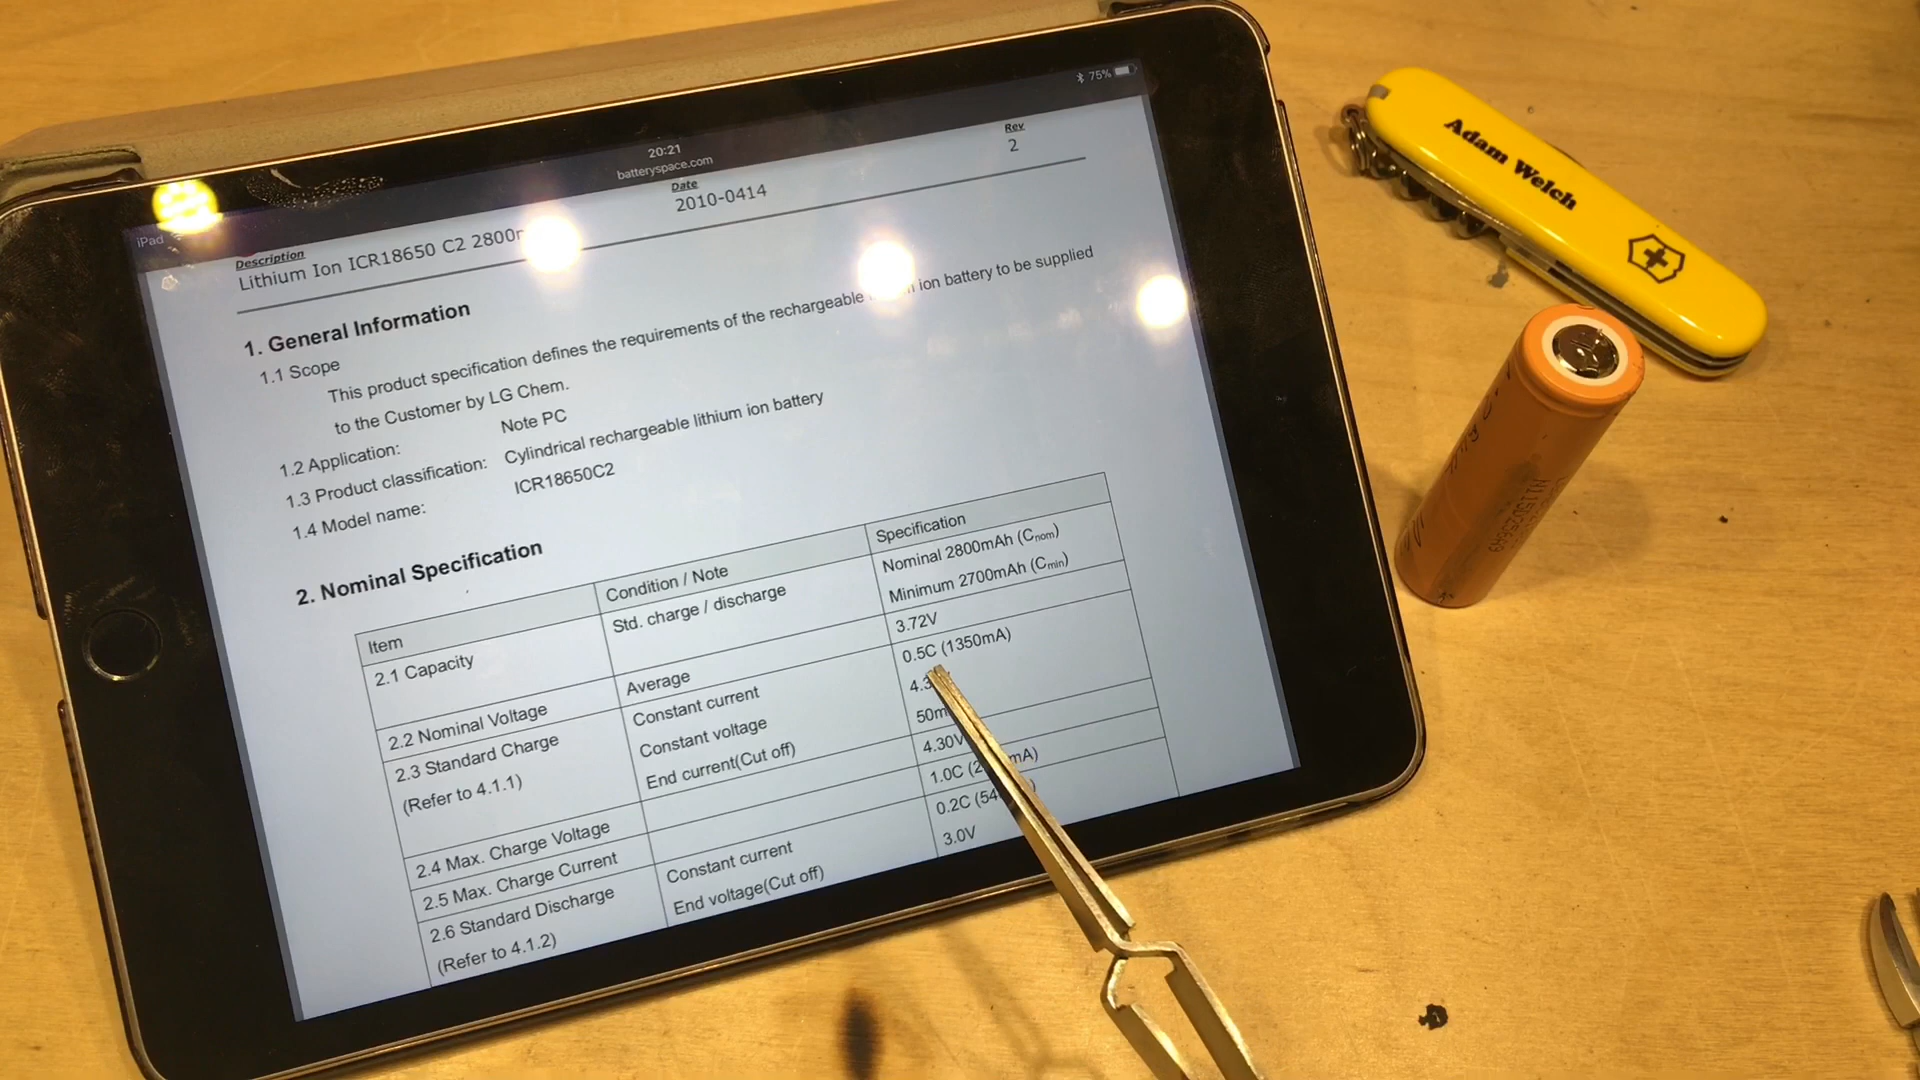 iPad
20:21
batteryspace.com
75%
Description
Lithium Ion ICR18650 C2
Date
2010-0414
Rev
2
1. General Information
1.1 Scope
This product specification defines the requirements of the rechargeable ion battery to be supplied
to the Customer by LG Chem.
1.2 Application: Note PC
1.3 Product classification: Cylindrical rechargeable lithium ion battery
1.4 Model name: ICR18650C2
2. Nominal Specification
Item Condition / Note Specification
2.1 Capacity Std. charge / discharge Nominal 2800mAh (Cnom)
Minimum 2700mAh (Cmin)
2.2 Nominal Voltage Average 3.72V
2.3 Standard Charge Constant current 0.5C (1350mA)
(Refer to 4.1.1) Constant voltage
End current(Cut off)
2.4 Max. Charge Voltage 4.30V
2.5 Max. Charge Current 1.0C
2.6 Standard Discharge Constant current 0.2C
(Refer to 4.1.2) End voltage(Cut off) 3.0V
Adam Welch